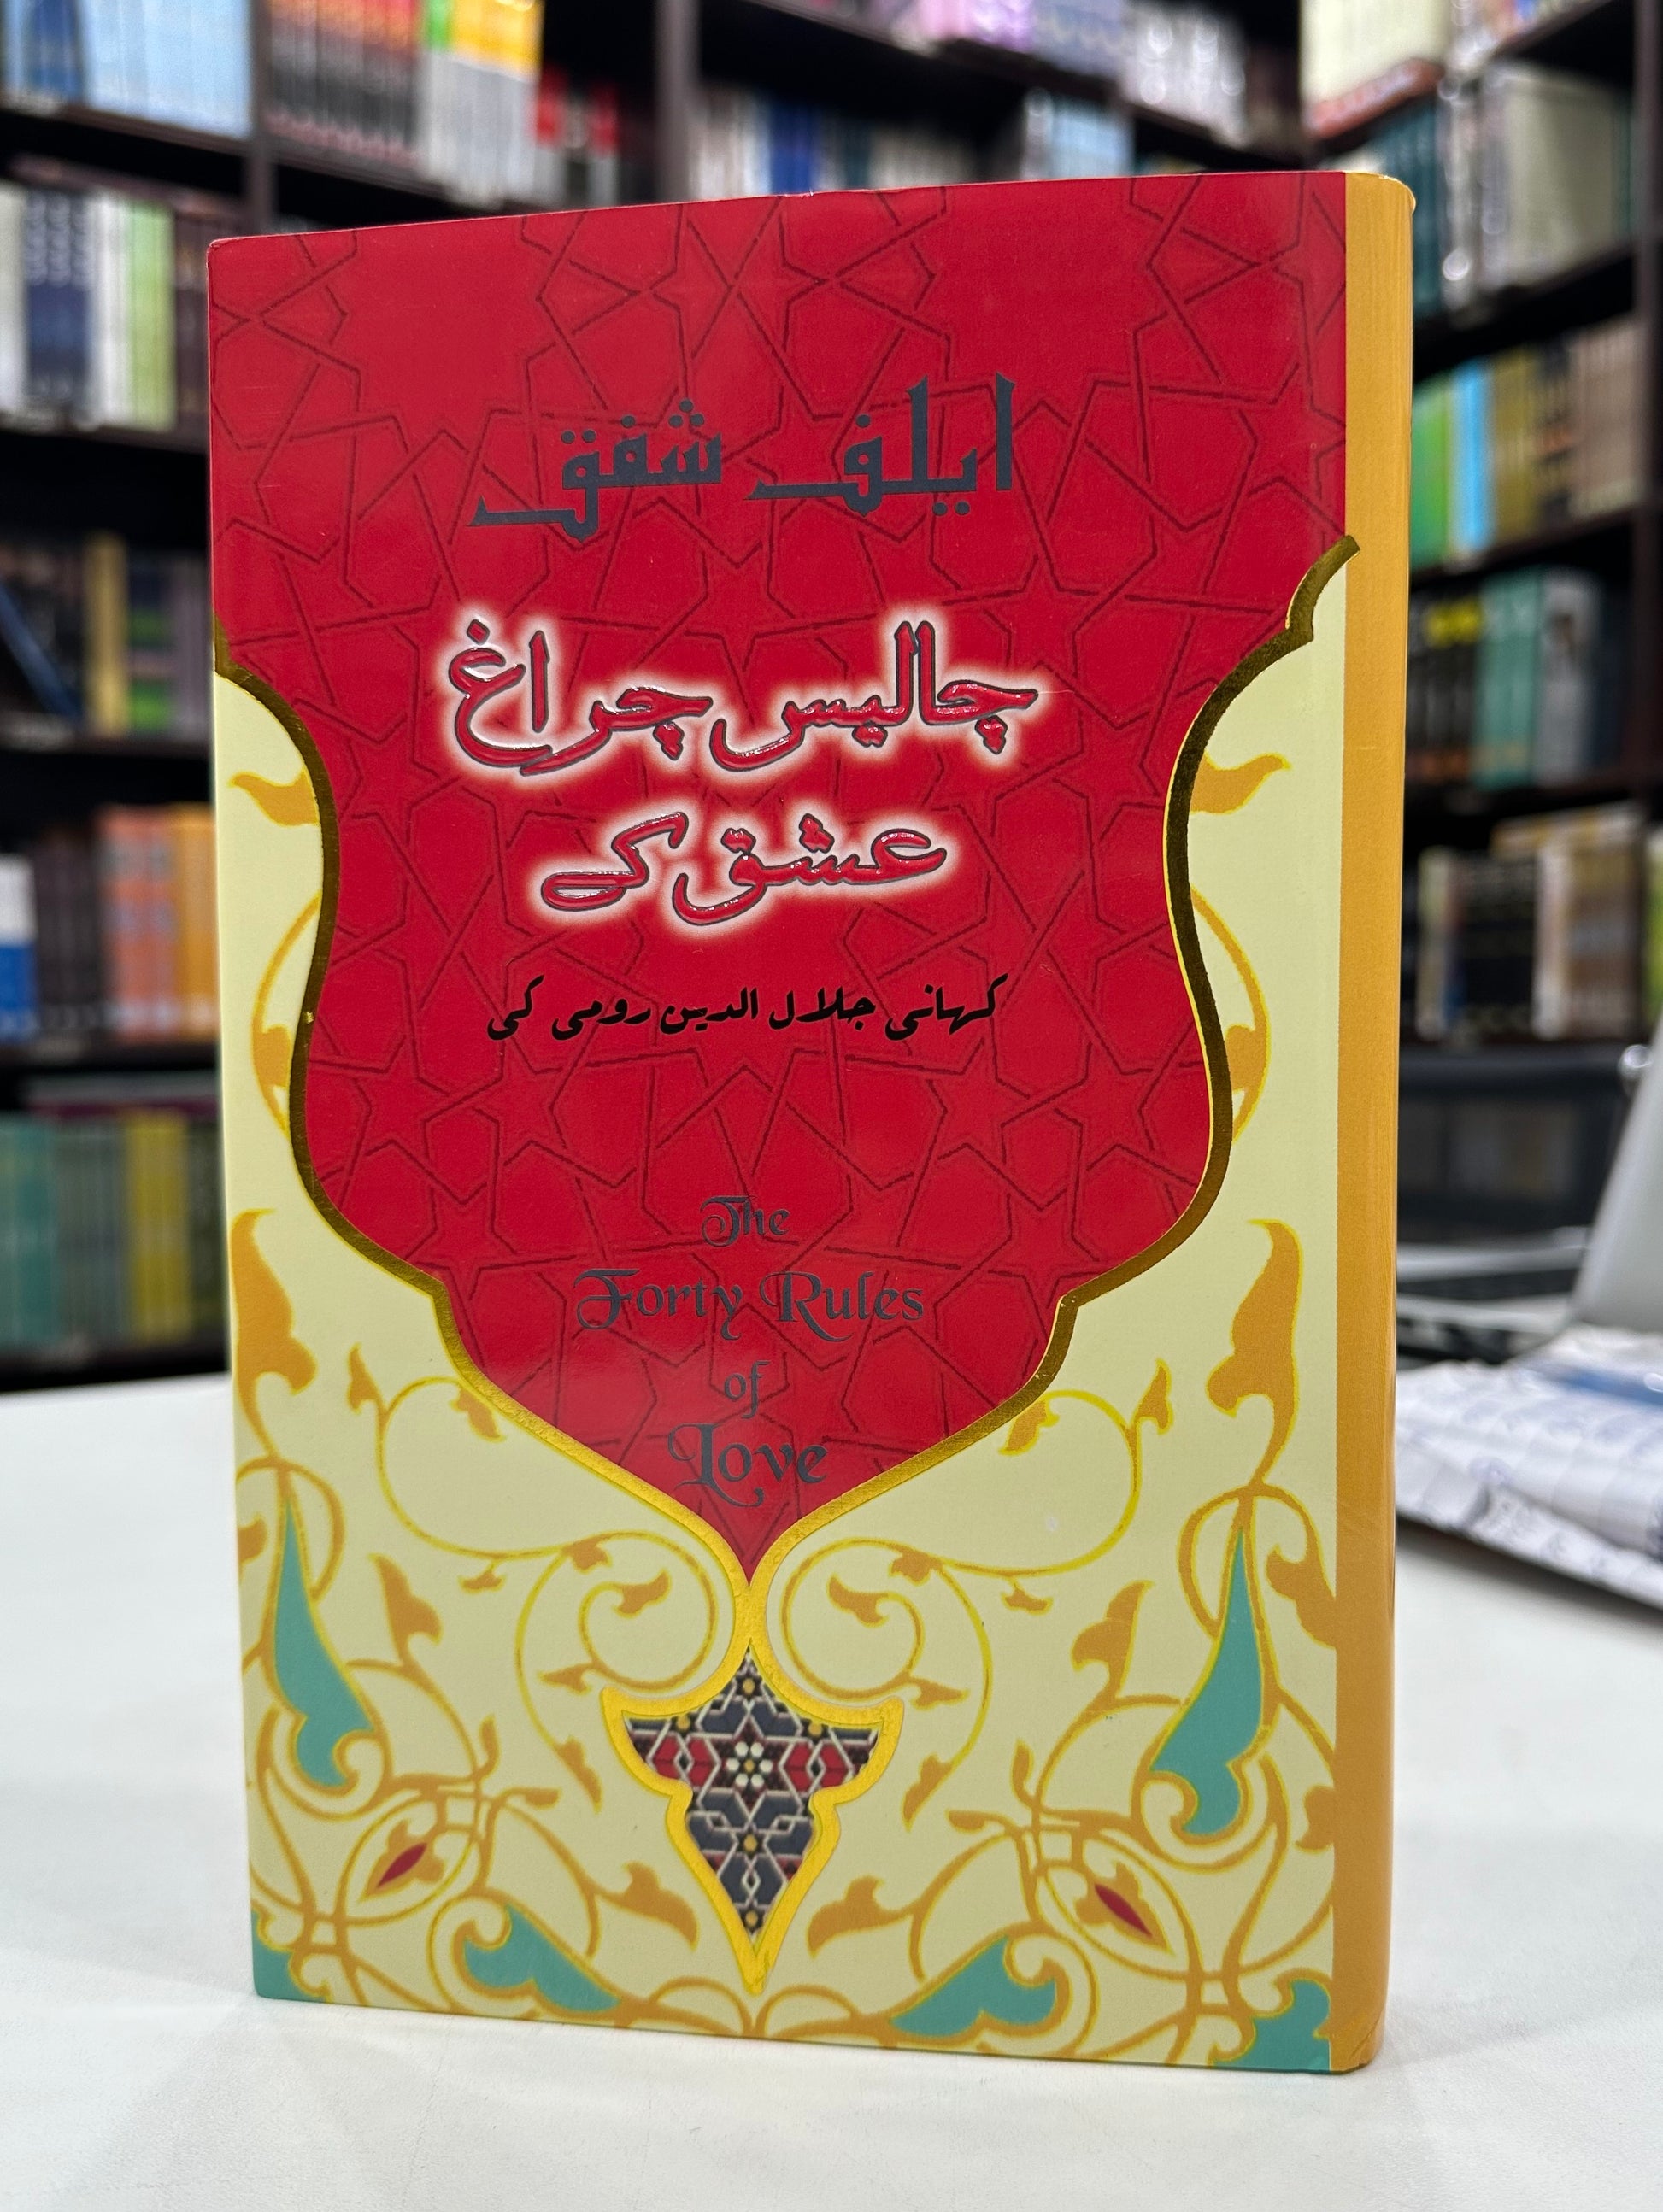 ایلف شفق
چالیس چراغ
عشق کے
کہانی جلال الدین رومی کی
The
Forty Rules
of
Love